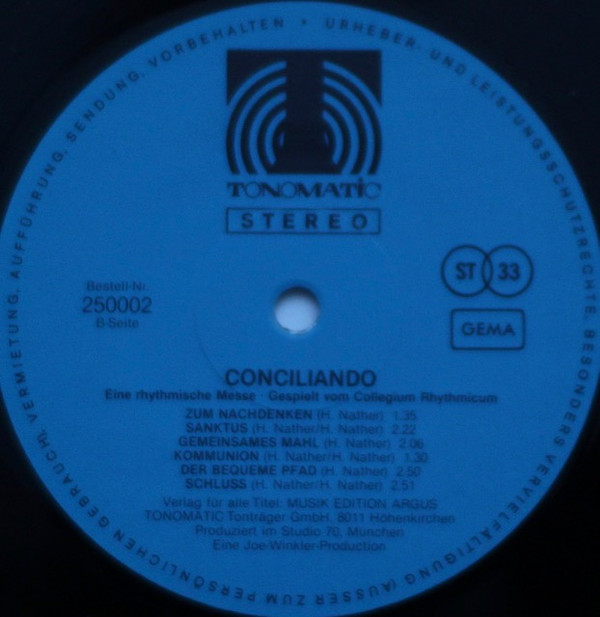 URHEBER- UND LEISTUNGSSCHUTZRECHTE, BESONDERS VERVIELFÄLTIGUNG (AUSSER ZUM PERSÖNLICHEN GEBRAUCH), VERMIETUNG, AUFFÜHRUNG, SENDUNG, VORBEHALTEN •
TONOMATIC
STEREO
Bestell-Nr.
250002
B-Seite
ST 33
GEMA
CONCILIANDO
Eine rhythmische Messe · Gespielt vom Collegium Rhythmicum
ZUM NACHDENKEN (H. Nather) 1.35
SANKTUS (H. Nather/H. Nather) 2.22
GEMEINSAMES MAHL (H. Nather) 2.06
KOMMUNION (H. Nather/H. Nather) 1.30
DER BEQUEME PFAD (H. Nather) 2.50
SCHLUSS (H. Nather/H. Nather) 2.51
Verlag für alle Titel: MUSIK EDITION ARGUS
TONOMATIC Tonträger GmbH, 8011 Höhenkirchen
Produziert im Studio 70, München
Eine Joe-Winkler-Production